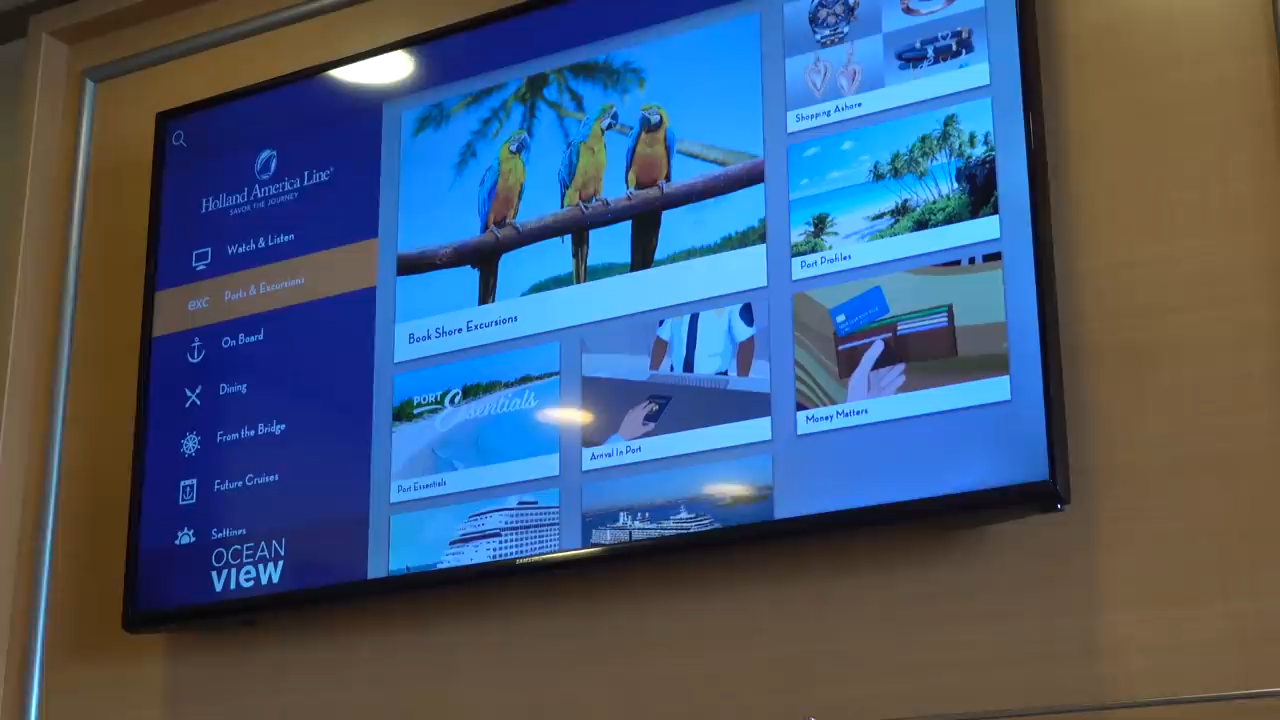 Holland America Line®
SAVOR THE JOURNEY
Watch & Listen
exc Ports & Excursions
On Board
Dining
From the Bridge
Future Cruises
Settings
OCEAN
VIEW
Book Shore Excursions
PORT
Essentials
Port Essentials
Arrival In Port
Shopping Ashore
Port Profiles
Money Matters
SAMSUNG